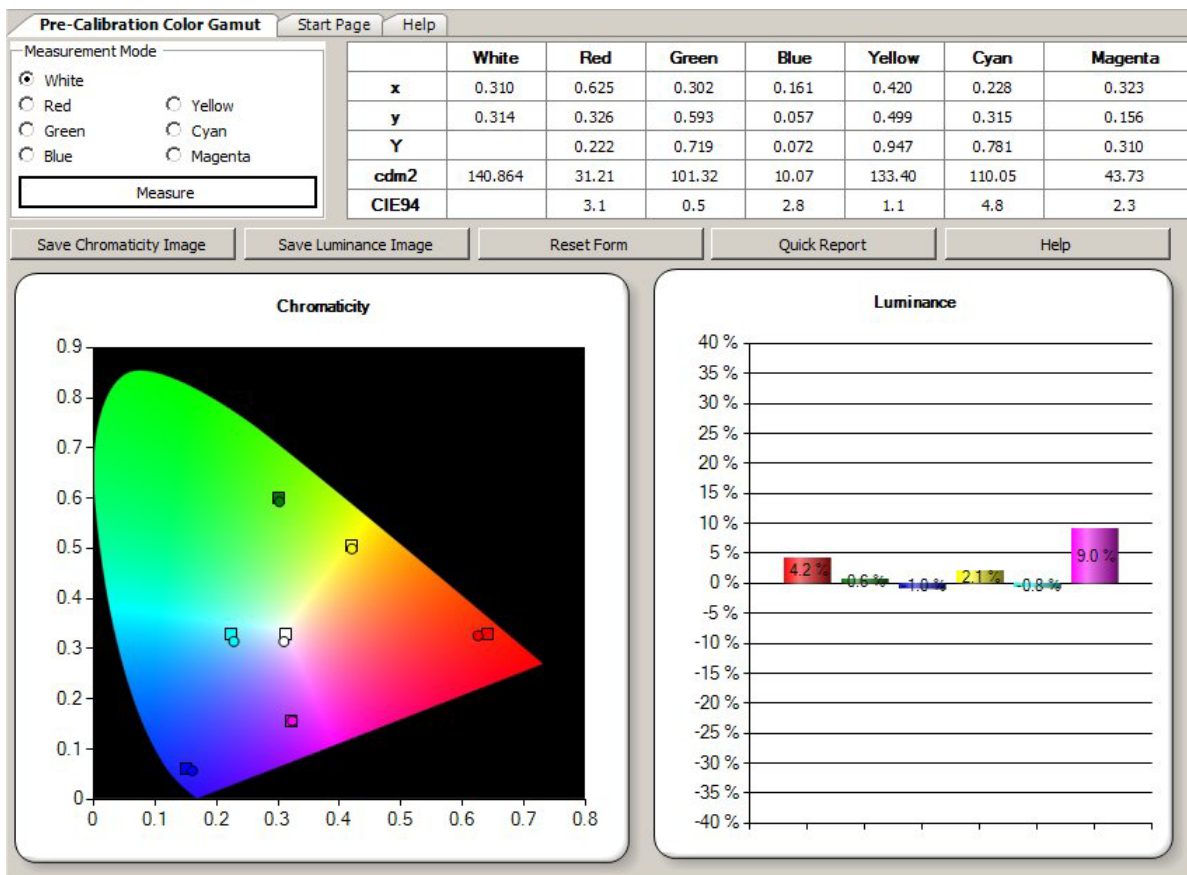 Pre-Calibration Color Gamut Start Page Help
Measurement Mode
White
Red Yellow
Green Cyan
Blue Magenta
Measure
White Red Green Blue Yellow Cyan Magenta
x 0.310 0.625 0.302 0.161 0.420 0.228 0.323
y 0.314 0.326 0.593 0.057 0.499 0.315 0.156
Y 0.222 0.719 0.072 0.947 0.781 0.310
cdm2 140.864 31.21 101.32 10.07 133.40 110.05 43.73
CIE94 3.1 0.5 2.8 1.1 4.8 2.3
Save Chromaticity Image Save Luminance Image Reset Form Quick Report Help
Chromaticity
0.9
0.8
0.7
0.6
0.5
0.4
0.3
0.2
0.1
0
0 0.1 0.2 0.3 0.4 0.5 0.6 0.7 0.8
Luminance
40 %
35 %
30 %
25 %
20 %
15 %
10 %
5 %
0 %
-5 %
-10 %
-15 %
-20 %
-25 %
-30 %
-35 %
-40 %
4.2 % 0.6 % -1.0 % 2.1 % -0.8 % 9.0 %